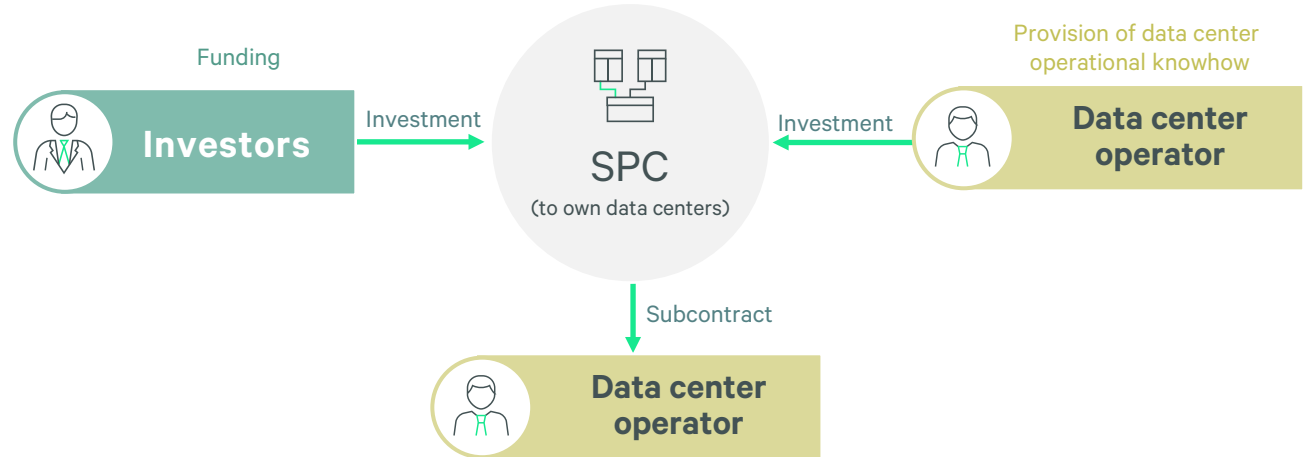 Funding
Investors
Investment
SPC
(to own data centers)
Investment
Provision of data center
operational knowhow
Data center
operator
Subcontract
Data center
operator